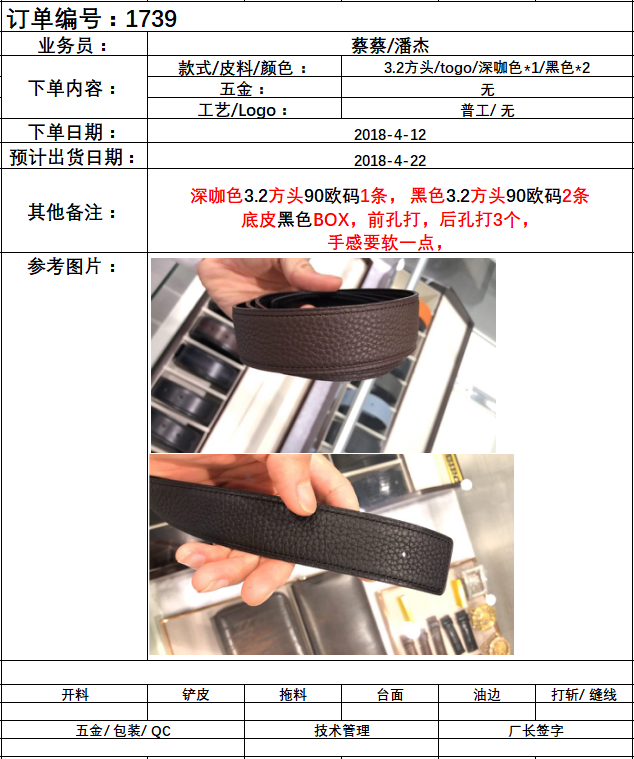 订单编号：1739
业务员： 蔡蔡/潘杰
下单内容： 款式/皮料/颜色： 3.2方头/togo/深咖色*1/黑色*2
五金： 无
工艺/Logo： 普工/ 无
下单日期： 2018-4-12
预计出货日期： 2018-4-22
其他备注： 深咖色3.2方头90欧码1条， 黑色3.2方头90欧码2条
底皮黑色BOX，前孔打，后孔打3个，
手感要软一点，
参考图片：
开料 铲皮 拖料 台面 油边 打斩/ 缝线
五金/ 包装/ QC 技术管理 厂长签字